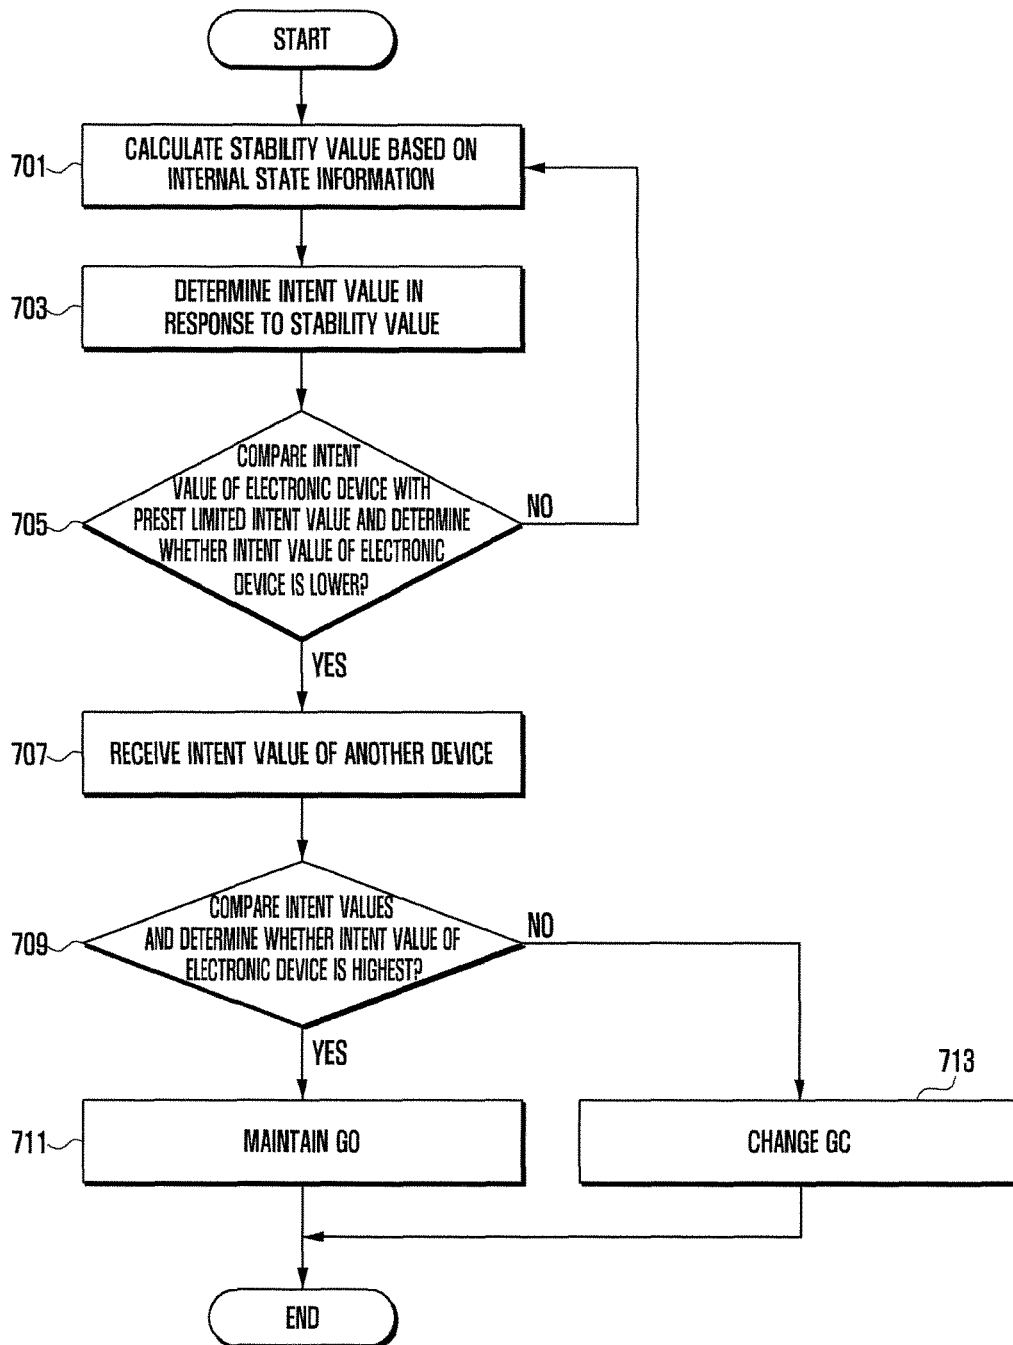 START
701
CALCULATE STABILITY VALUE BASED ON
INTERNAL STATE INFORMATION
703
DETERMINE INTENT VALUE IN
RESPONSE TO STABILITY VALUE
705
COMPARE INTENT
VALUE OF ELECTRONIC DEVICE WITH
PRESET LIMITED INTENT VALUE AND DETERMINE
WHETHER INTENT VALUE OF ELECTRONIC
DEVICE IS LOWER?
NO
YES
707
RECEIVE INTENT VALUE OF ANOTHER DEVICE
709
COMPARE INTENT VALUES
AND DETERMINE WHETHER INTENT VALUE OF
ELECTRONIC DEVICE IS HIGHEST?
NO
YES
711
MAINTAIN GO
713
CHANGE GC
END